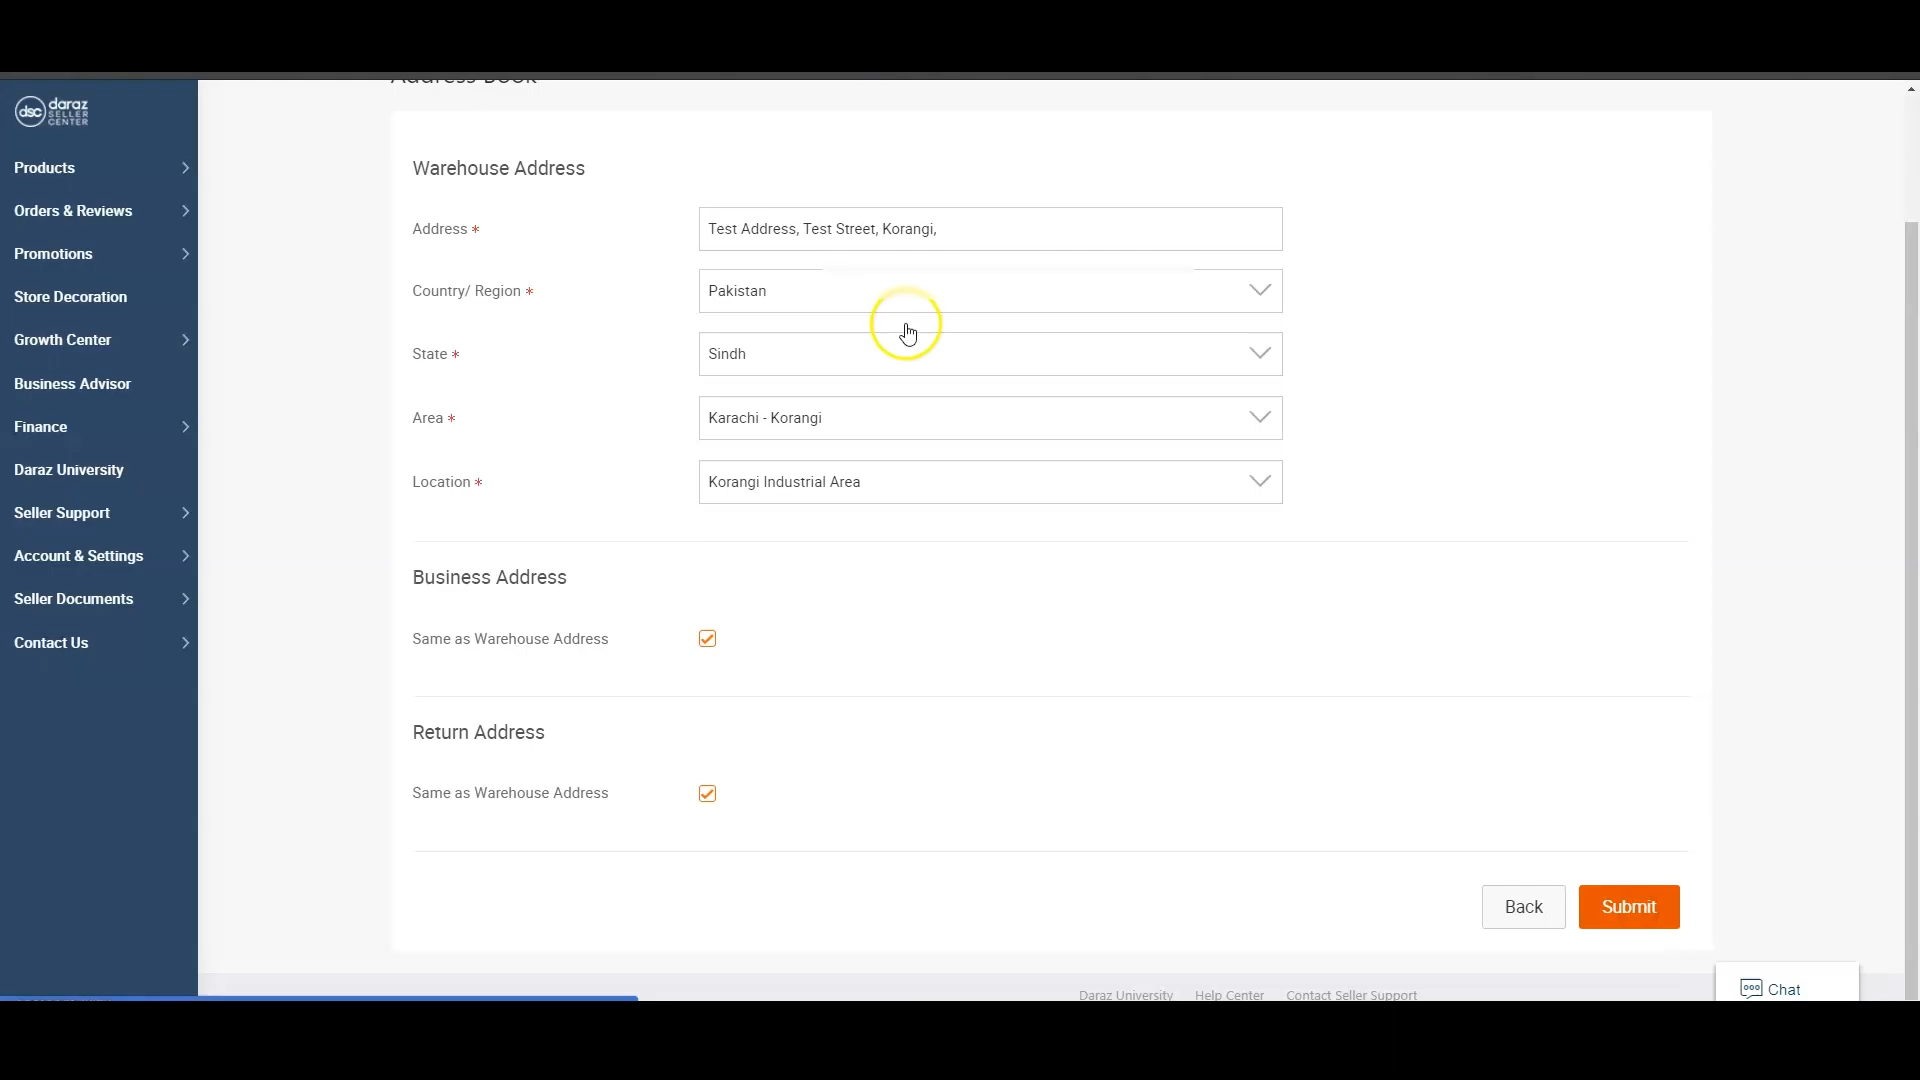 Address Book
dsc daraz
SELLER
CENTER
Products
Orders & Reviews
Promotions
Store Decoration
Growth Center
Business Advisor
Finance
Daraz University
Seller Support
Account & Settings
Seller Documents
Contact Us
Warehouse Address
Address * Test Address, Test Street, Korangi,
Country/ Region * Pakistan
State * Sindh
Area * Karachi - Korangi
Location * Korangi Industrial Area
Business Address
Same as Warehouse Address
Return Address
Same as Warehouse Address
Back Submit
Daraz University Help Center Contact Seller Support
Chat